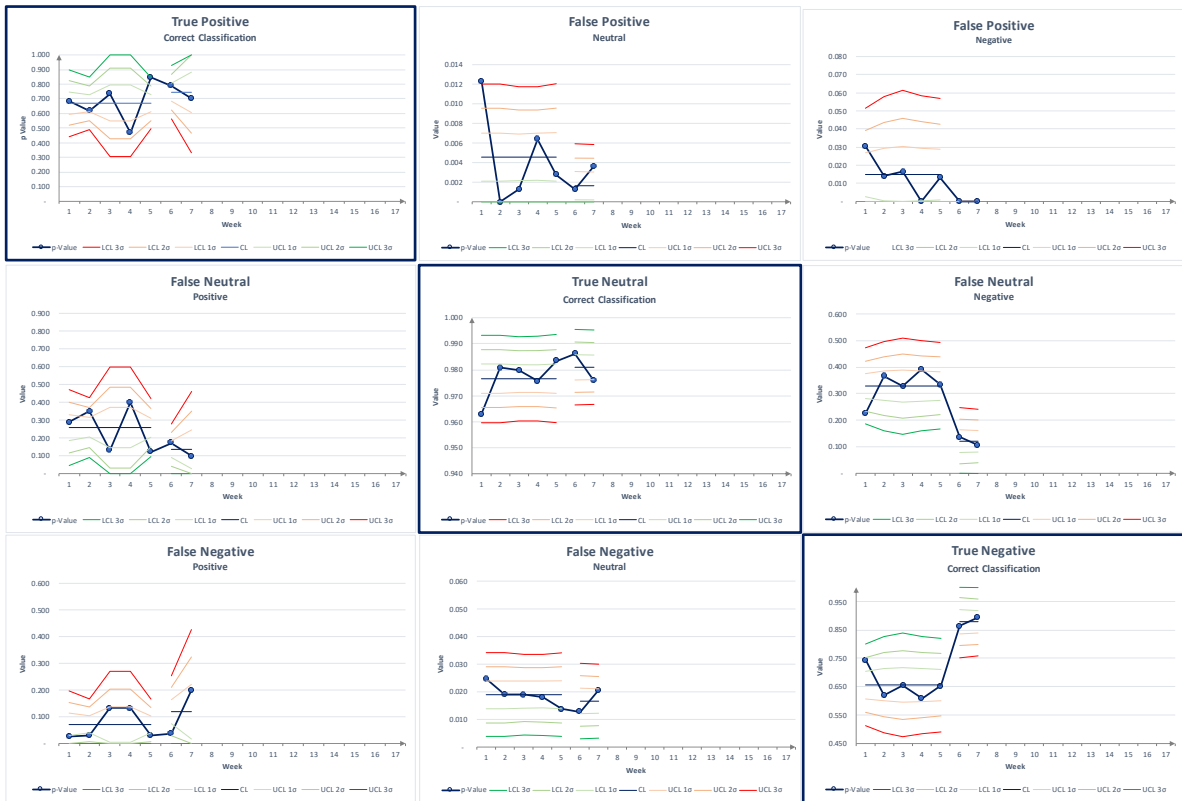 True Positive
Correct Classification
p Value
1.000
0.900
0.800
0.700
0.600
0.500
0.400
0.300
0.200
0.100
-
1 2 3 4 5 6 7 8 9 10 11 12 13 14 15 16 17
Week
p-Value LCL 3σ LCL 2σ LCL 1σ CL UCL 1σ UCL 2σ UCL 3σ
False Positive
Neutral
Value
0.014
0.012
0.010
0.008
0.006
0.004
0.002
-
1 2 3 4 5 6 7 8 9 10 11 12 13 14 15 16 17
Week
p-Value LCL 3σ LCL 2σ LCL 1σ CL UCL 1σ UCL 2σ UCL 3σ
False Positive
Negative
Value
0.080
0.070
0.060
0.050
0.040
0.030
0.020
0.010
-
1 2 3 4 5 6 7 8 9 10 11 12 13 14 15 16 17
Week
p-Value LCL 3σ LCL 2σ LCL 1σ CL UCL 1σ UCL 2σ UCL 3σ
False Neutral
Positive
Value
0.900
0.800
0.700
0.600
0.500
0.400
0.300
0.200
0.100
-
1 2 3 4 5 6 7 8 9 10 11 12 13 14 15 16 17
Week
p-Value LCL 3σ LCL 2σ LCL 1σ CL UCL 1σ UCL 2σ UCL 3σ
True Neutral
Correct Classification
Value
1.000
0.990
0.980
0.970
0.960
0.950
0.940
1 2 3 4 5 6 7 8 9 10 11 12 13 14 15 16 17
Week
p-Value LCL 3σ LCL 2σ LCL 1σ CL UCL 1σ UCL 2σ UCL 3σ
False Neutral
Negative
Value
0.600
0.500
0.400
0.300
0.200
0.100
-
1 2 3 4 5 6 7 8 9 10 11 12 13 14 15 16 17
Week
p-Value LCL 3σ LCL 2σ LCL 1σ CL UCL 1σ UCL 2σ UCL 3σ
False Negative
Positive
Value
0.600
0.500
0.400
0.300
0.200
0.100
-
1 2 3 4 5 6 7 8 9 10 11 12 13 14 15 16 17
Week
p-Value LCL 3σ LCL 2σ LCL 1σ CL UCL 1σ UCL 2σ UCL 3σ
False Negative
Neutral
Value
0.060
0.050
0.040
0.030
0.020
0.010
-
1 2 3 4 5 6 7 8 9 10 11 12 13 14 15 16 17
Week
p-Value LCL 3σ LCL 2σ LCL 1σ CL UCL 1σ UCL 2σ UCL 3σ
True Negative
Correct Classification
Value
0.950
0.850
0.750
0.650
0.550
0.450
1 2 3 4 5 6 7 8 9 10 11 12 13 14 15 16 17
Week
p-Value LCL 3σ LCL 2σ LCL 1σ CL UCL 1σ UCL 2σ UCL 3σ